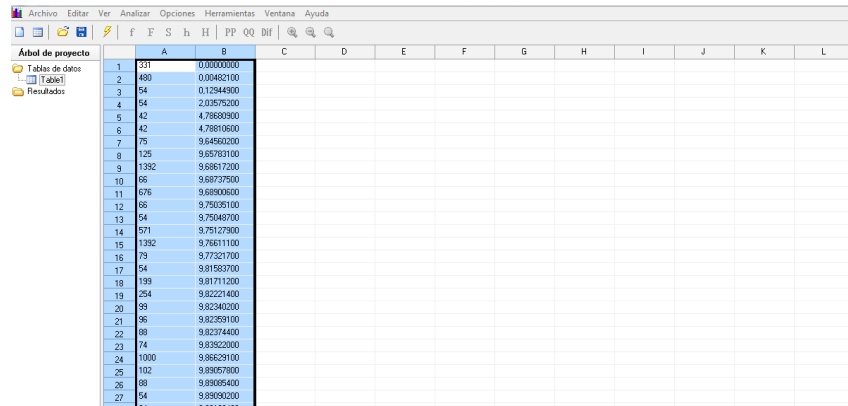 Archivo Editar Ver Analizar Opciones Herramientas Ventana Ayuda
f F S h H PP QQ Dif
Árbol de proyecto
Tablas de datos
Table1
Resultados
A B C D E F G H I J K L
1 331 0,00000000
2 480 0,00482100
3 54 0,12944900
4 54 2,03575200
5 42 4,78680900
6 42 4,78810600
7 75 9,64560200
8 125 9,65783100
9 1392 9,68617200
10 66 9,68737500
11 676 9,68900600
12 66 9,75035100
13 54 9,75048700
14 571 9,75127900
15 1392 9,76611100
16 79 9,77321700
17 54 9,81583700
18 199 9,81711200
19 254 9,82221400
20 99 9,82340200
21 96 9,82359100
22 88 9,82374400
23 74 9,83922000
24 1000 9,86629100
25 102 9,89057800
26 88 9,89085400
27 54 9,89090200